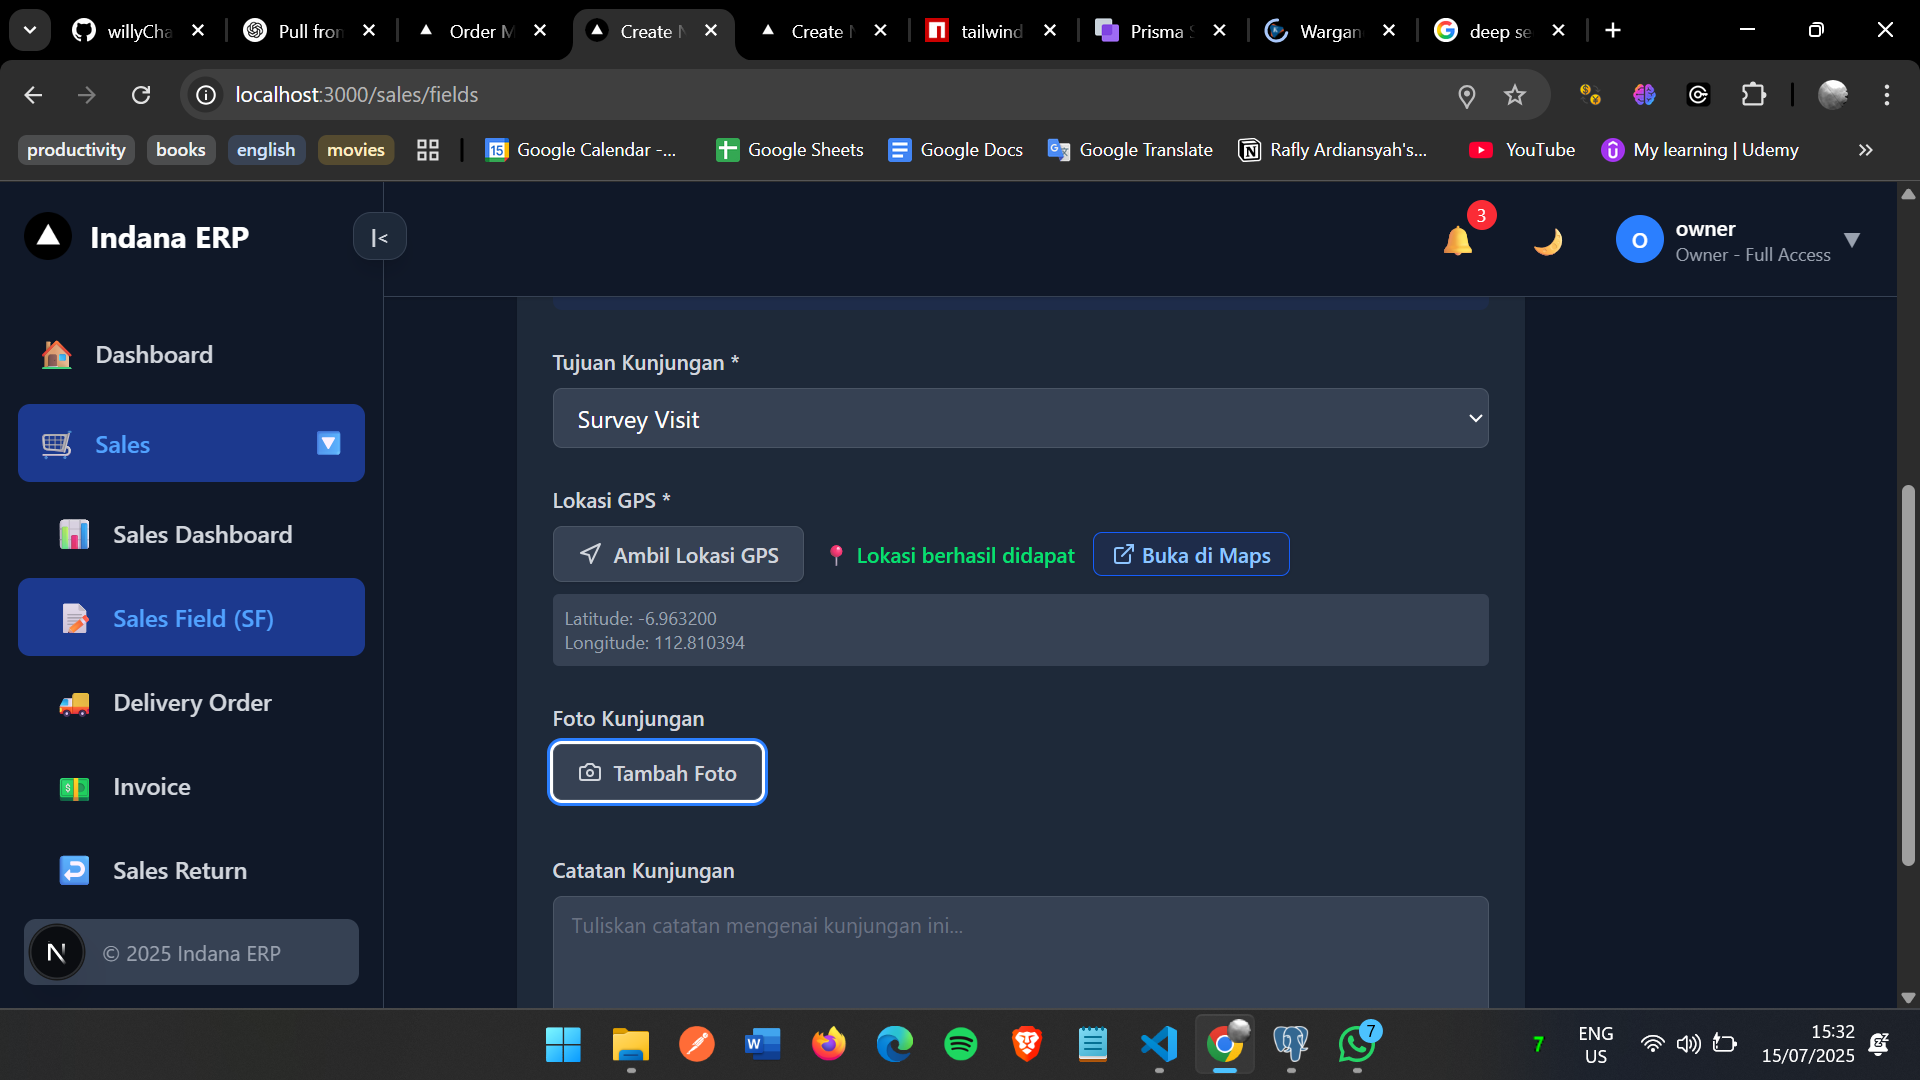 willyCha
Pull fron
Order M
Create N
Create N
tailwind
Prisma S
Wargan
deep se
localhost:3000/sales/fields
productivity
books
english
movies
15
Google Calendar -...
Google Sheets
Google Docs
Google Translate
Rafly Ardiansyah's...
YouTube
My learning | Udemy
Indana ERP
|<
3
O
owner
Owner - Full Access
Dashboard
Sales
Sales Dashboard
Sales Field (SF)
Delivery Order
Invoice
Sales Return
N
© 2025 Indana ERP
Tujuan Kunjungan *
Survey Visit
Lokasi GPS *
Ambil Lokasi GPS
Lokasi berhasil didapat
Buka di Maps
Latitude: -6.963200
Longitude: 112.810394
Foto Kunjungan
Tambah Foto
Catatan Kunjungan
Tuliskan catatan mengenai kunjungan ini...
7
7
ENG
US
15:32
15/07/2025